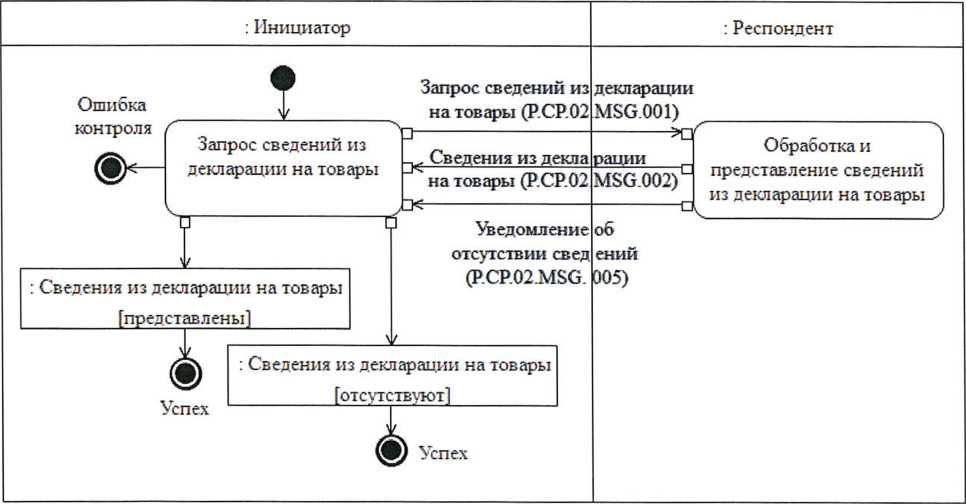 : Инициатор
: Респондент
Запрос сведений из декларации
на товары (P.CP.02.MSG.001)
Ошибка
контроля
Запрос сведений из
декларации на товары
Сведения из декларации
на товары (P.CP.02.MSG.002)
Обработка и
представление сведений
из декларации на товары
Уведомление об
отсутствии сведений
(P.CP.02.MSG. 005)
: Сведения из декларации на товары
[представлены]
Успех
: Сведения из декларации на товары
[отсутствуют]
Успех